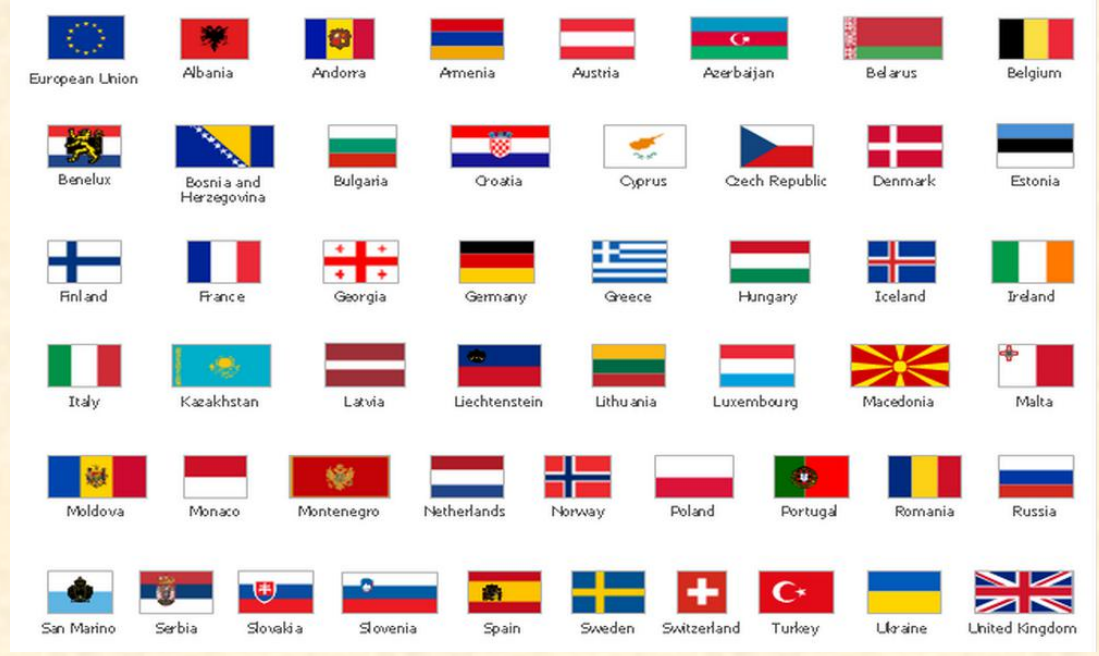 European Union Albania Andorra Armenia Austria Azerbaijan Belarus Belgium
Benelux Bosnia and Herzegovina Bulgaria Croatia Cyprus Czech Republic Denmark Estonia
Finland France Georgia Germany Greece Hungary Iceland Ireland
Italy Kazakhstan Latvia Liechtenstein Lithuania Luxembourg Macedonia Malta
Moldova Monaco Montenegro Netherlands Norway Poland Portugal Romania Russia
San Marino Serbia Slovakia Slovenia Spain Sweden Switzerland Turkey Ukraine United Kingdom